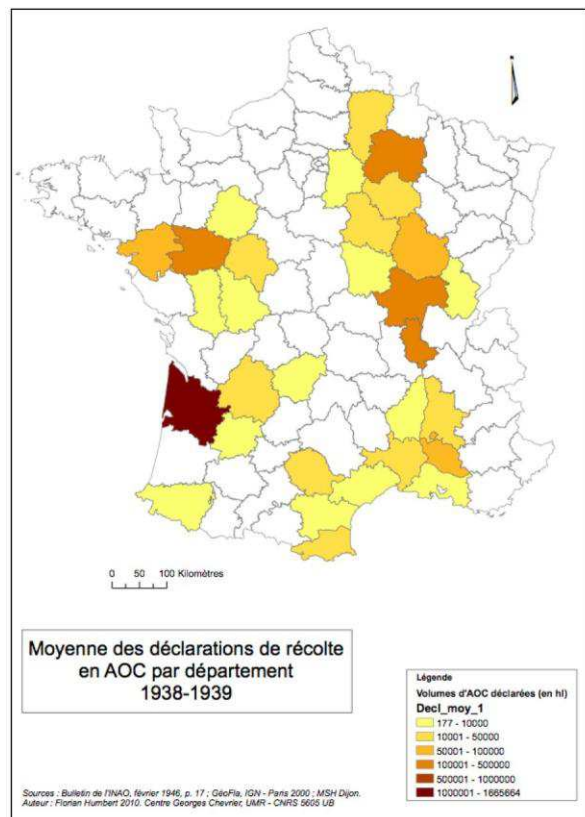 0 50 100 Kilomètres
Moyenne des déclarations de récolte
en AOC par département
1938-1939
Légende
Volumes d'AOC déclarées (en hl)
Decl_moy_1
177 - 10000
10001 - 50000
50001 - 100000
100001 - 500000
500001 - 1000000
1000001 - 1665664
Sources : Bulletin de l'INAO, février 1946, p. 17 ; GéoFla, IGN - Paris 2000 ; MSH Dijon.
Auteur : Florian Humbert 2010. Centre Georges Chevrier, UMR - CNRS 5605 UB